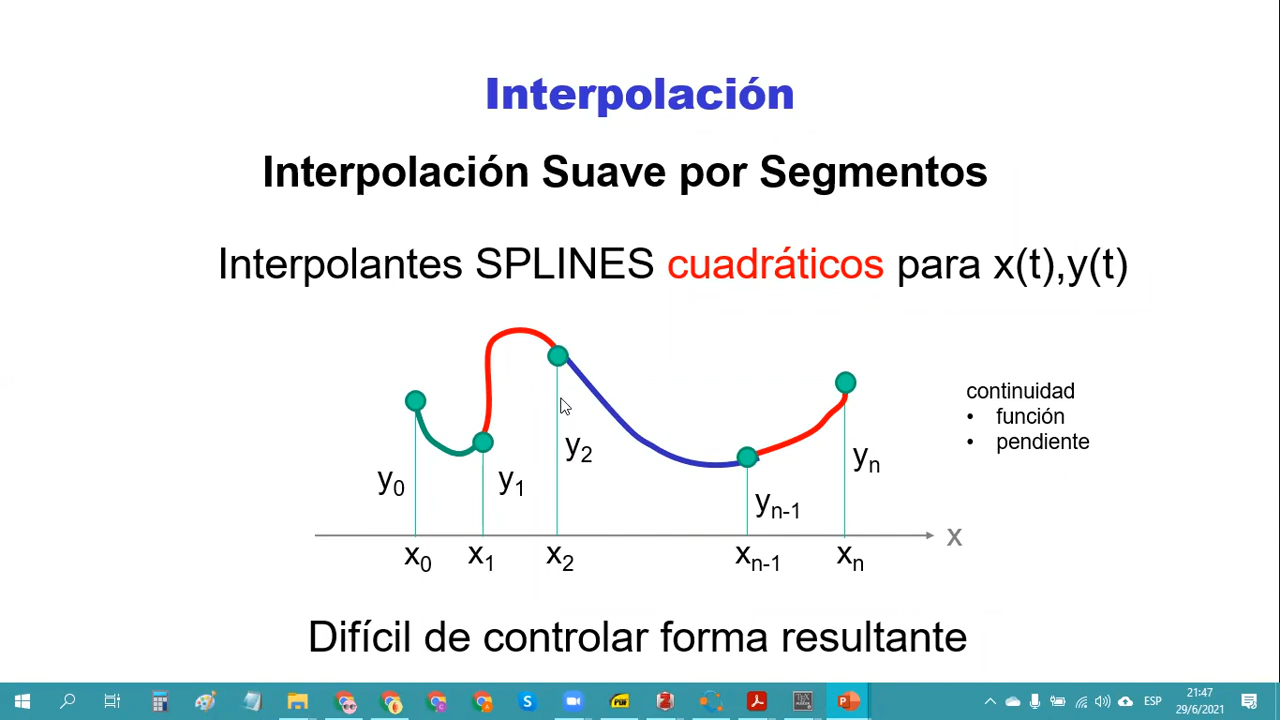 Interpolación
Interpolación Suave por Segmentos
Interpolantes SPLINES cuadráticos para x(t),y(t)
continuidad
• función
• pendiente
y2
yn
y0
y1
yn-1
x
x0 x1 x2 xn-1 xn
Difícil de controlar forma resultante
ESP
21:47
29/6/2021